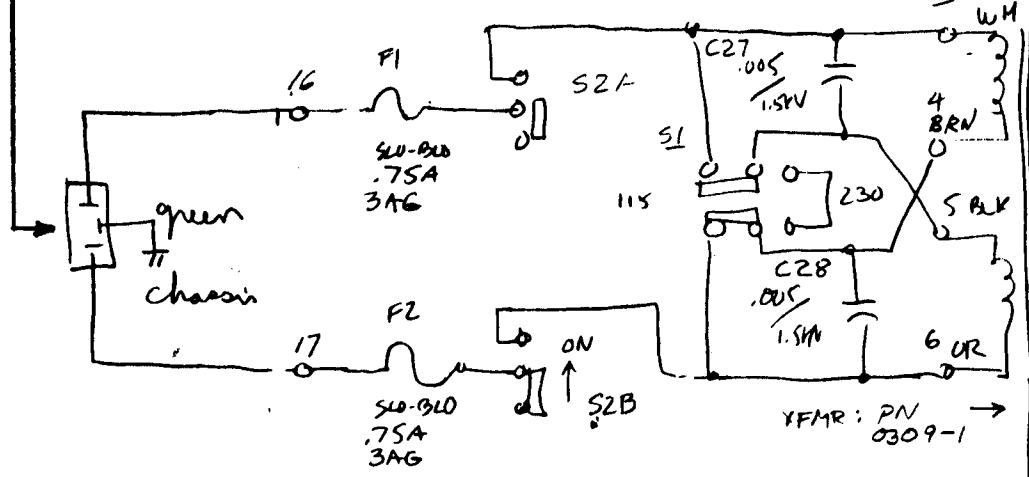 WH
F1
16
S2A
C27
.005
1.5KV
4
BRN
SLO-BLO
.75A
3AG
S1
115
230
5 BLK
green
chassis
C28
.005
1.5KV
F2
17
ON
6 OR
SLO-BLO
.75A
3AG
S2B
XFMR: PN
0309-1